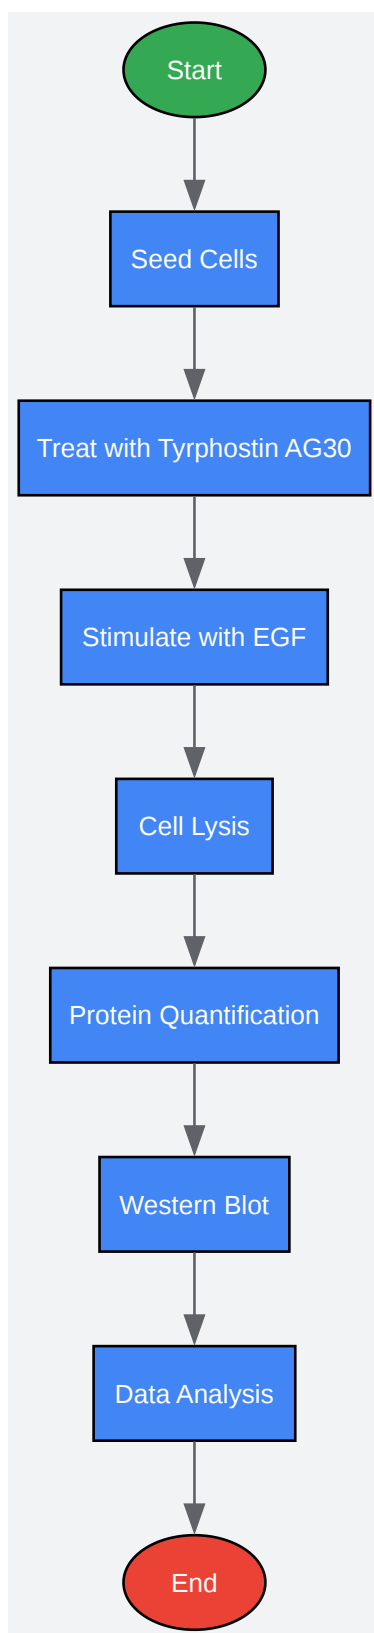 Start
Seed Cells
Treat with Tyrphostin AG30
Stimulate with EGF
Cell Lysis
Protein Quantification
Western Blot
Data Analysis
End